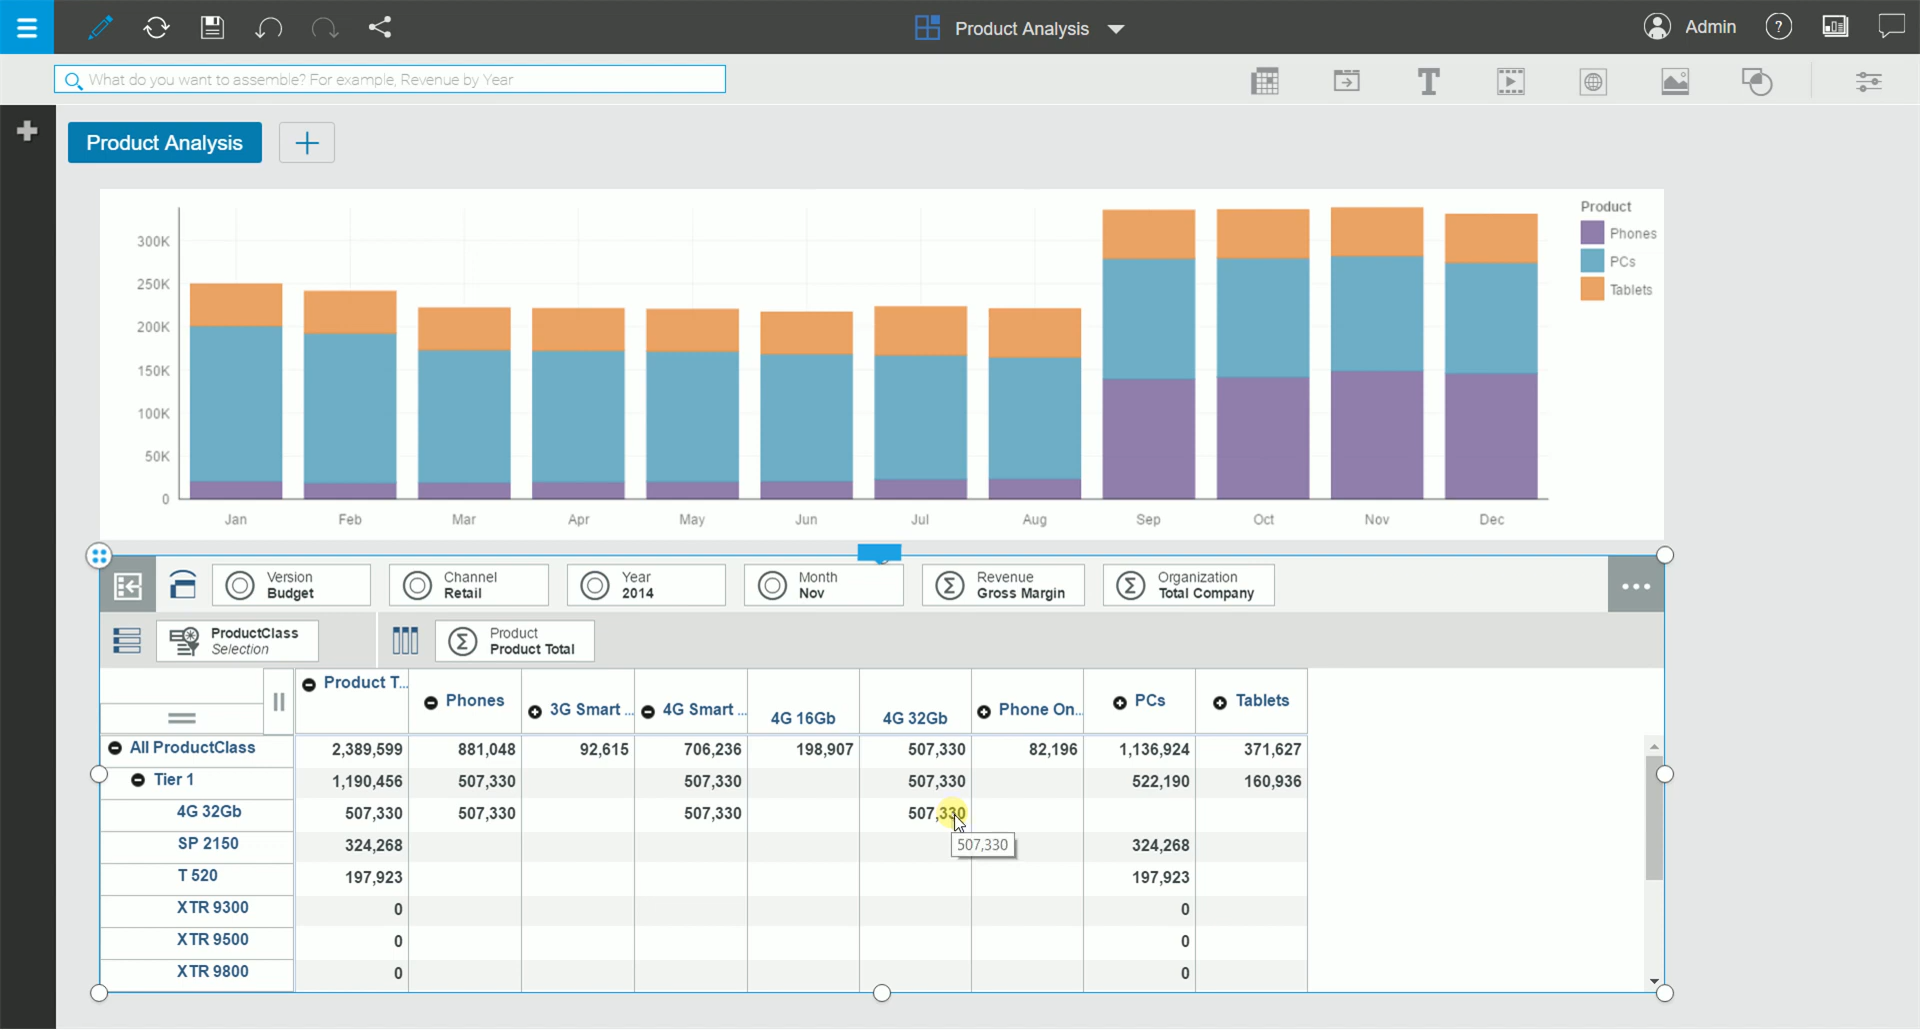 Product Analysis
Admin
?
What do you want to assemble? For example, Revenue by Year
T
Product Analysis
300K
250K
200K
150K
100K
50K
0
Jan Feb Mar Apr May Jun Jul Aug Sep Oct Nov Dec
Product
Phones
PCs
Tablets
Version
Budget
Channel
Retail
Year
2014
Month
Nov
Revenue
Gross Margin
Organization
Total Company
ProductClass
Selection
Product
Product Total
Product T... Phones 3G Smart ... 4G Smart ... 4G 16Gb 4G 32Gb Phone On... PCs Tablets
All ProductClass 2,389,599 881,048 92,615 706,236 198,907 507,330 82,196 1,136,924 371,627
Tier 1 1,190,456 507,330 507,330 507,330 522,190 160,936
4G 32Gb 507,330 507,330 507,330 507,330
507,330
SP 2150 324,268 324,268
T 520 197,923 197,923
XTR 9300 0 0
XTR 9500 0 0
XTR 9800 0 0